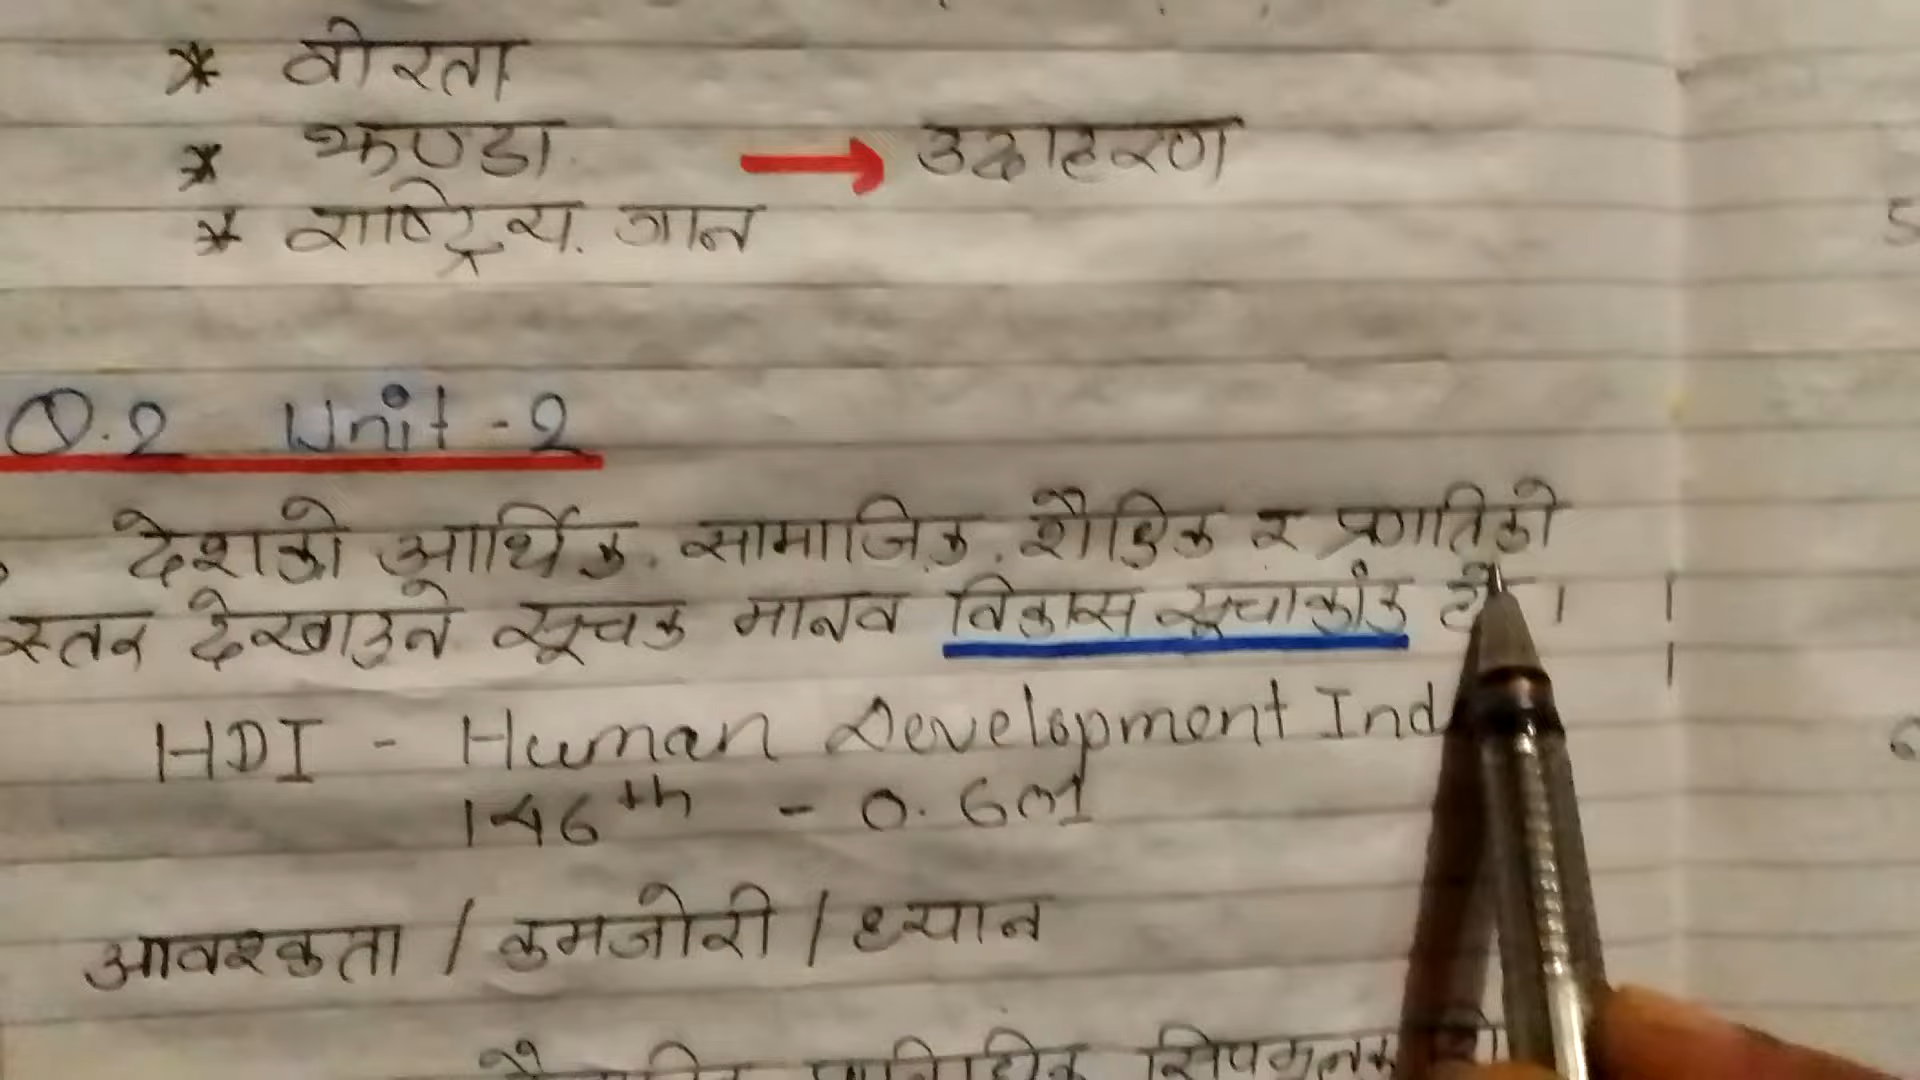 * वीरता
* झण्डा → उदाहरण
* राष्ट्रिय गान
Q.2 Unit - 2
देशको आर्थिक, सामाजिक, शैक्षिक र प्रगतिको
स्तर देखाउने सूचक मानव विकास सूचाकांक हो ।
HDI - Human Development Ind
146th - 0.601
आवश्कता / कमजोरी / ध्यान